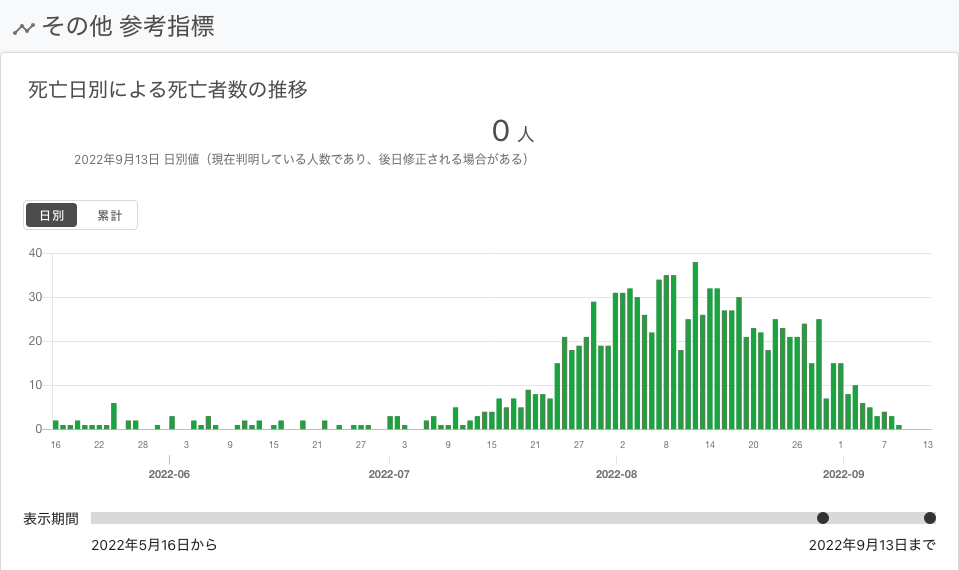 その他 参考指標
死亡日別による死亡者数の推移
0 人
2022年9月13日 日別値（現在判明している人数であり、後日修正される場合がある）
日別 累計
40
30
20
10
0
16 22 28 3 9 15 21 27 3 9 15 21 27 2 8 14 20 26 1 7 13
2022-06 2022-07 2022-08 2022-09
表示期間
2022年5月16日から 2022年9月13日まで